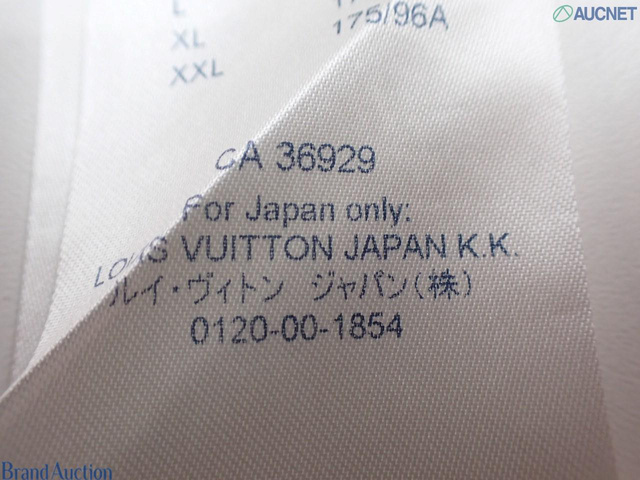 AUCNET
L
175/96A
XL
XXL
CA 36929
For Japan only:
LOUIS VUITTON JAPAN K.K.
ルイ・ヴィトン ジャパン(株)
0120-00-1854
Brand Auction